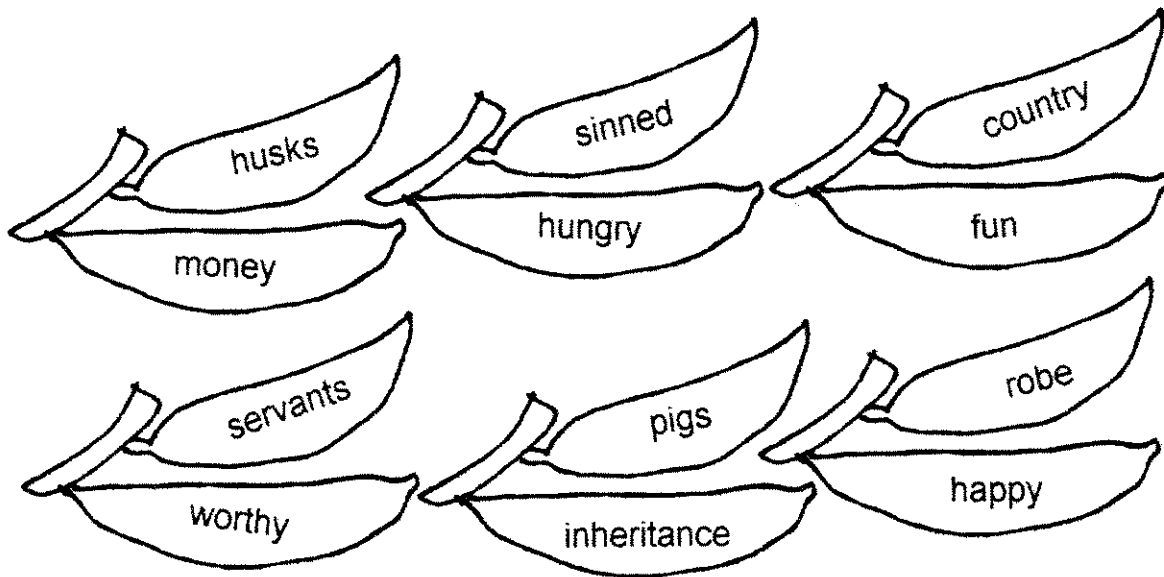 husks
money
sinned
hungry
country
fun
servants
worthy
pigs
inheritance
robe
happy